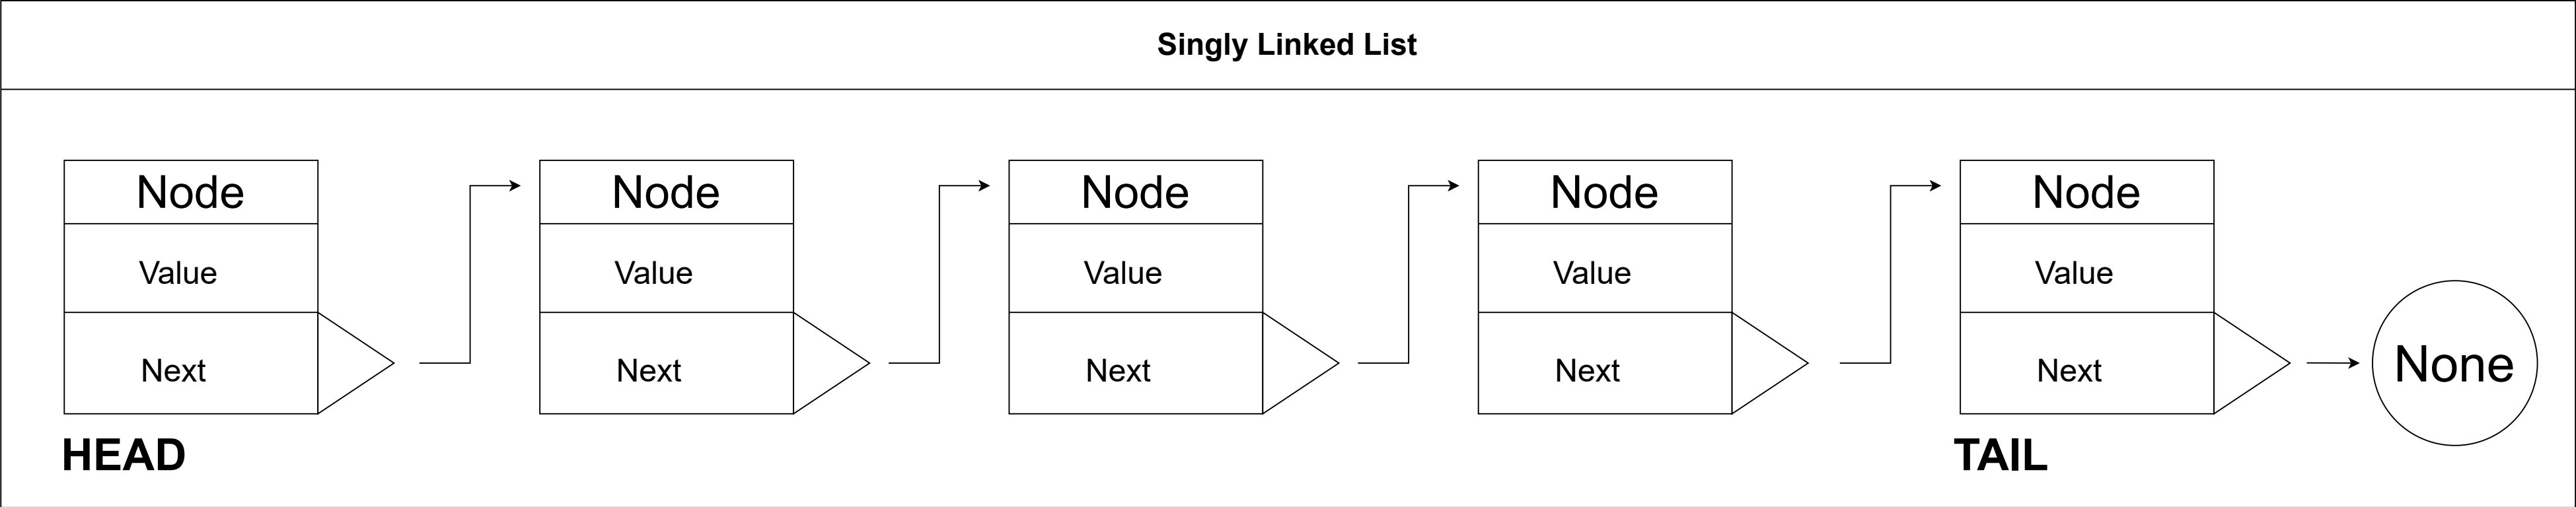 Singly Linked List
Node
Value
Next
HEAD
Node
Value
Next
Node
Value
Next
Node
Value
Next
Node
Value
Next
TAIL
None